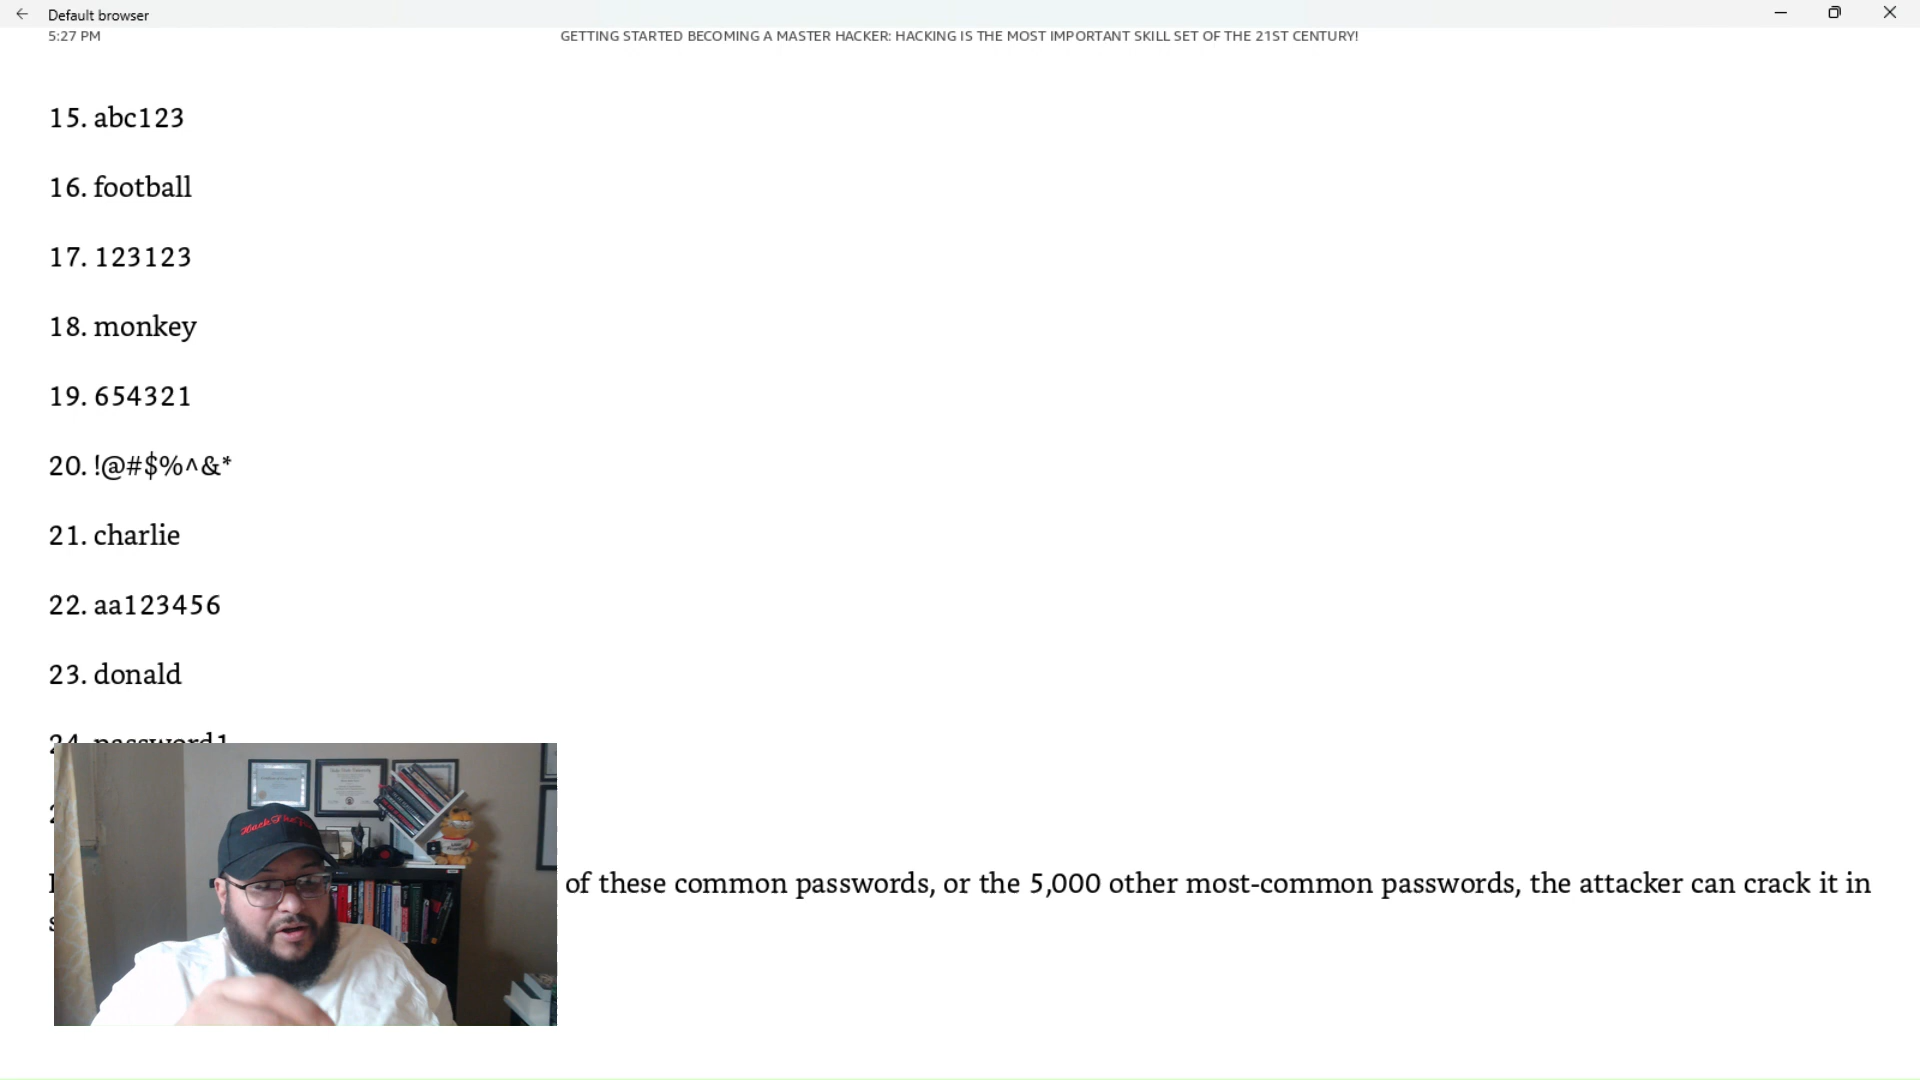 Default browser
5:27 PM
GETTING STARTED BECOMING A MASTER HACKER: HACKING IS THE MOST IMPORTANT SKILL SET OF THE 21ST CENTURY!
15. abc123
16. football
17. 123123
18. monkey
19. 654321
20. !@#$%^&*
21. charlie
22. aa123456
23. donald
24. password1
of these common passwords, or the 5,000 other most-common passwords, the attacker can crack it in